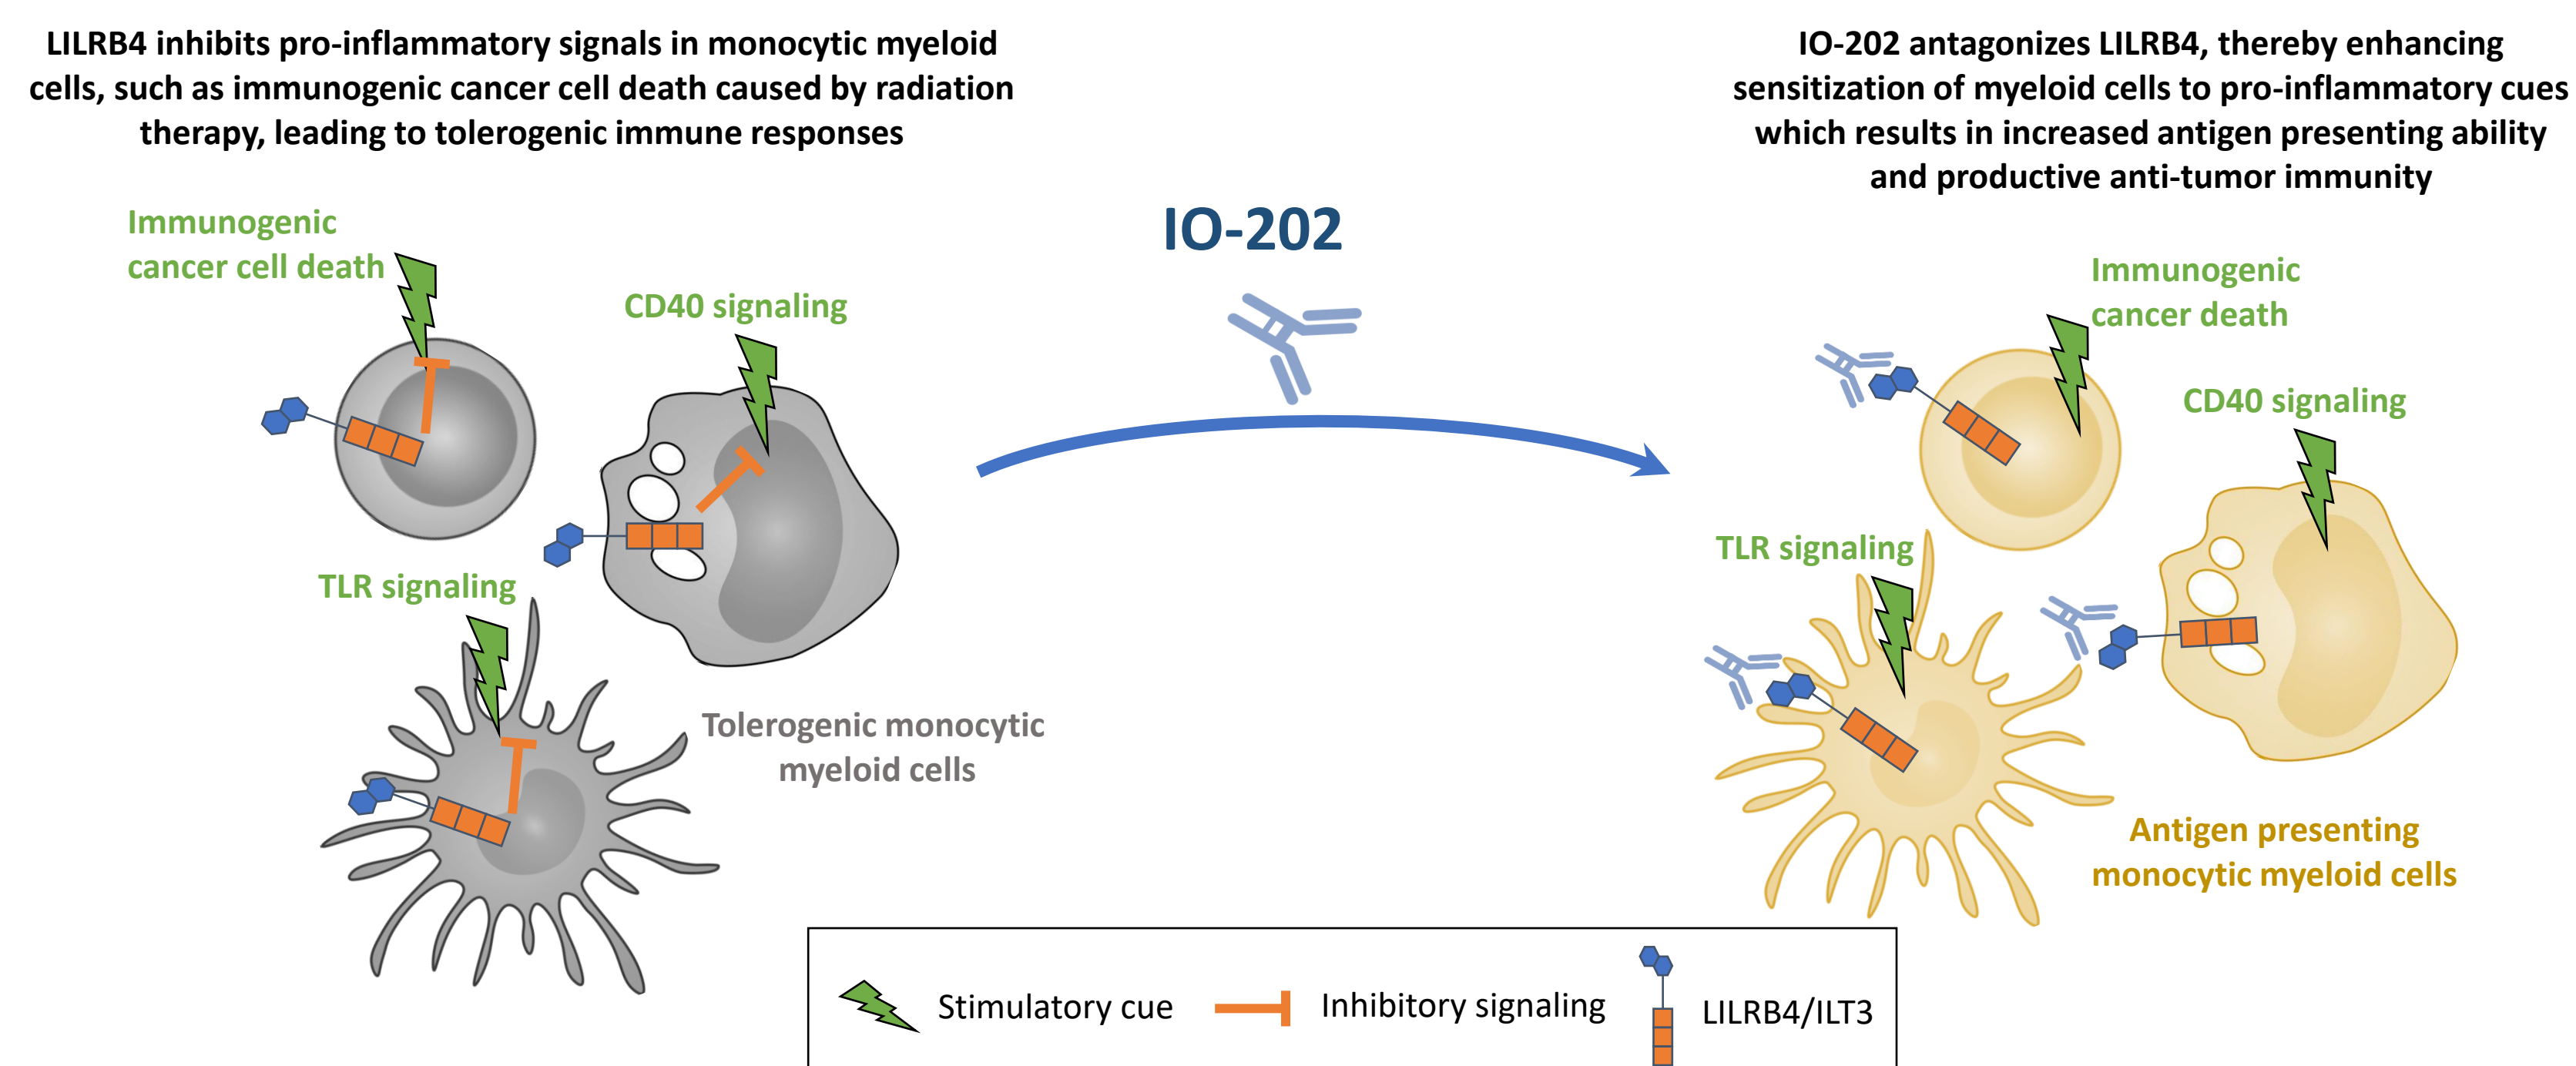 LILRB4 inhibits pro-inflammatory signals in monocytic myeloid
cells, such as immunogenic cancer cell death caused by radiation
therapy, leading to tolerogenic immune responses
IO-202 antagonizes LILRB4, thereby enhancing
sensitization of myeloid cells to pro-inflammatory cues
which results in increased antigen presenting ability
and productive anti-tumor immunity
Immunogenic
cancer cell death
CD40 signaling
TLR signaling
Tolerogenic monocytic
myeloid cells
IO-202
Immunogenic
cancer death
CD40 signaling
TLR signaling
Antigen presenting
monocytic myeloid cells
Stimulatory cue
Inhibitory signaling
LILRB4/ILT3